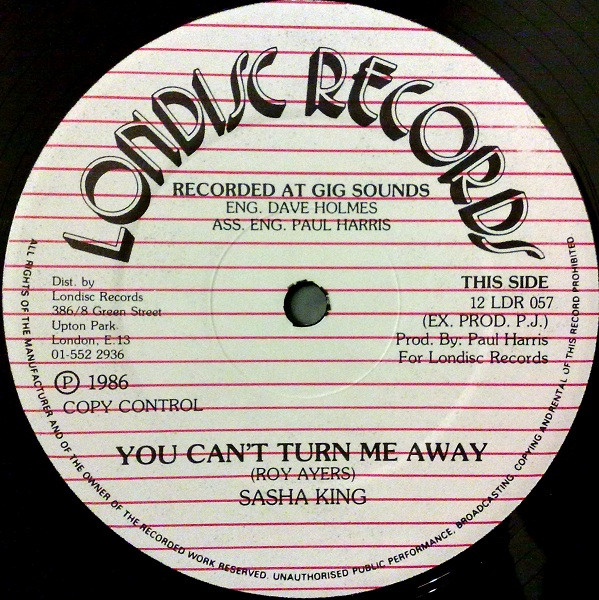 LONDISC RECORDS
RECORDED AT GIG SOUNDS
ENG. DAVE HOLMES
ASS. ENG. PAUL HARRIS
Dist. by
Londisc Records
386/8 Green Street
Upton Park
London, E.13
01-552 2936
THIS SIDE
12 LDR 057
(EX. PROD. P.J.)
Prod. By: Paul Harris
For Londisc Records
Ⓟ 1986
COPY CONTROL
YOU CAN'T TURN ME AWAY
(ROY AYERS)
SASHA KING
ALL RIGHTS OF THE MANUFACTURER AND OF THE OWNER OF THE RECORDED WORK RESERVED. UNAUTHORISED PUBLIC PERFORMANCE, BROADCASTING, COPYING ANDRENTAL OF THIS RECORD PROHIBITED